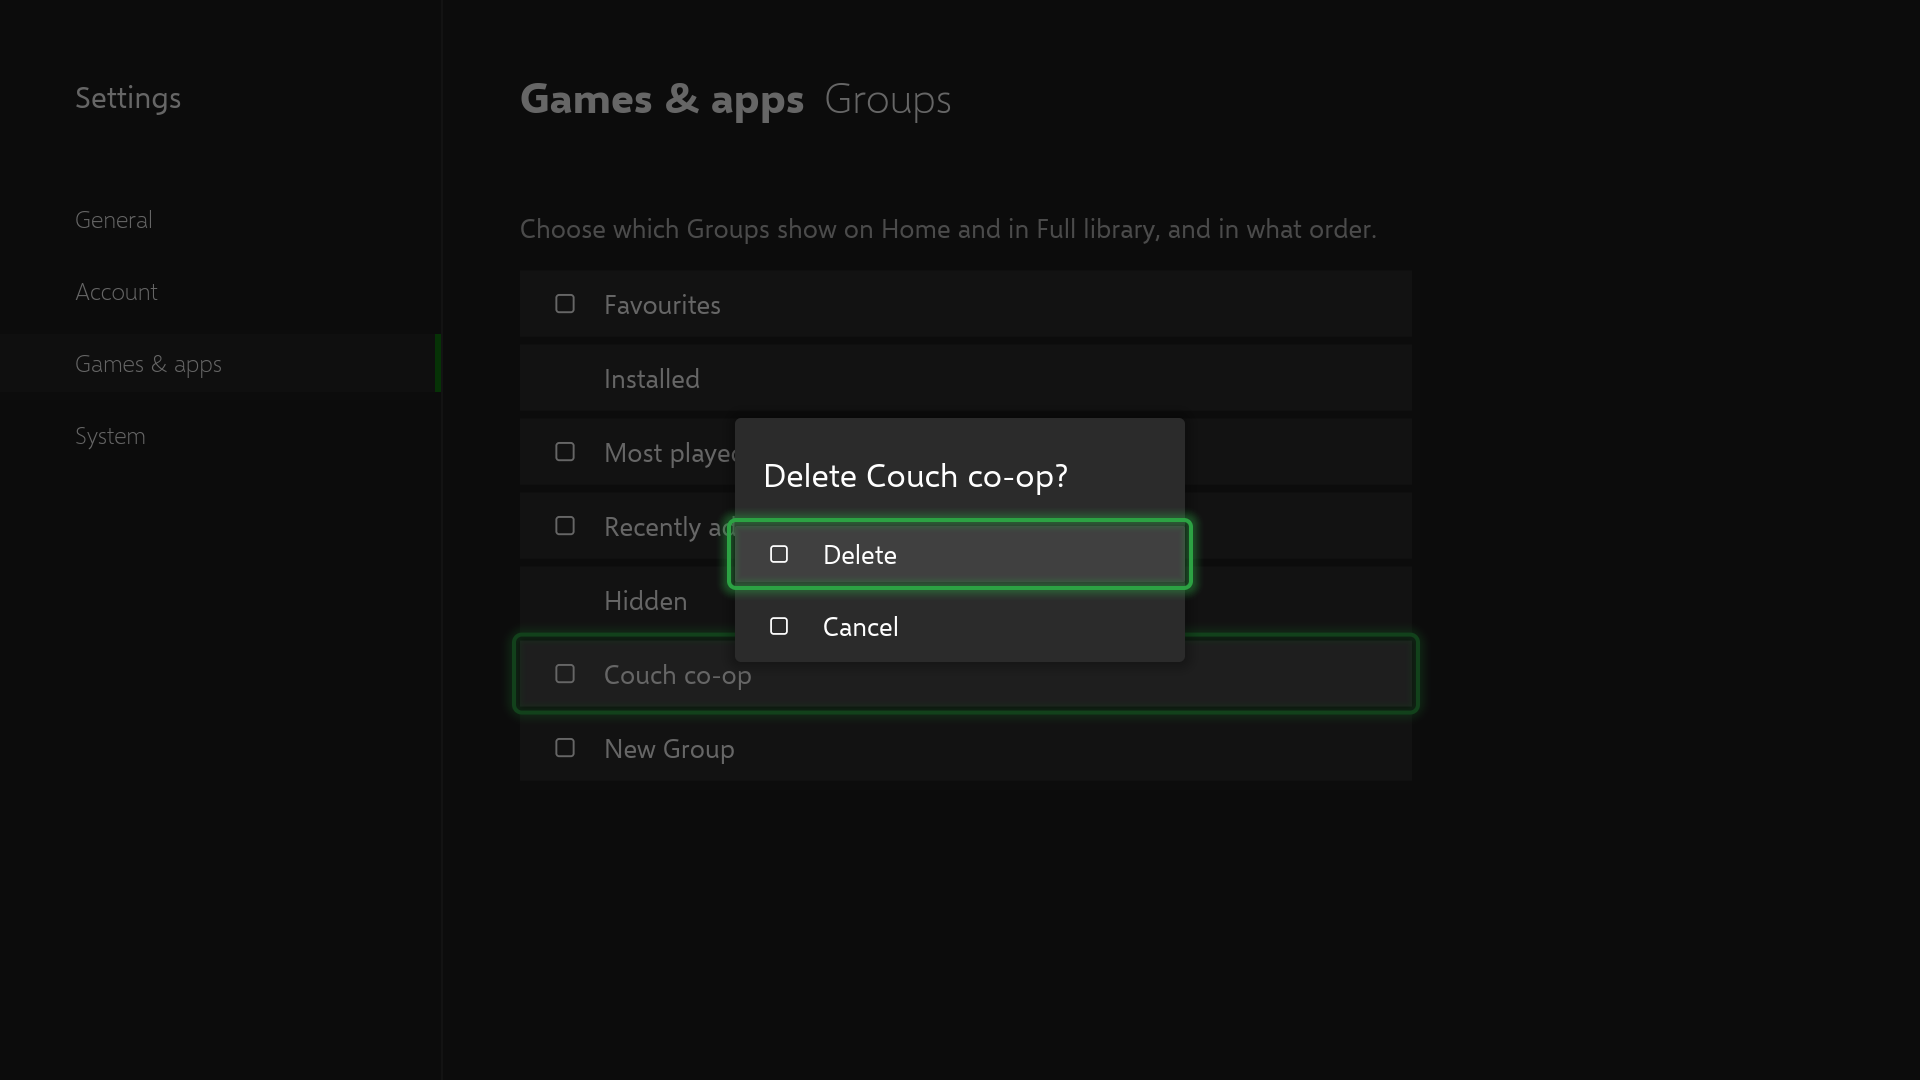 Settings
General
Account
Games & apps
System
Games & apps Groups
Choose which Groups show on Home and in Full library, and in what order.
Favourites
Installed
Most
Recently
Hidden
Couch co-op
New Group
Delete Couch co-op?
Delete
Cancel